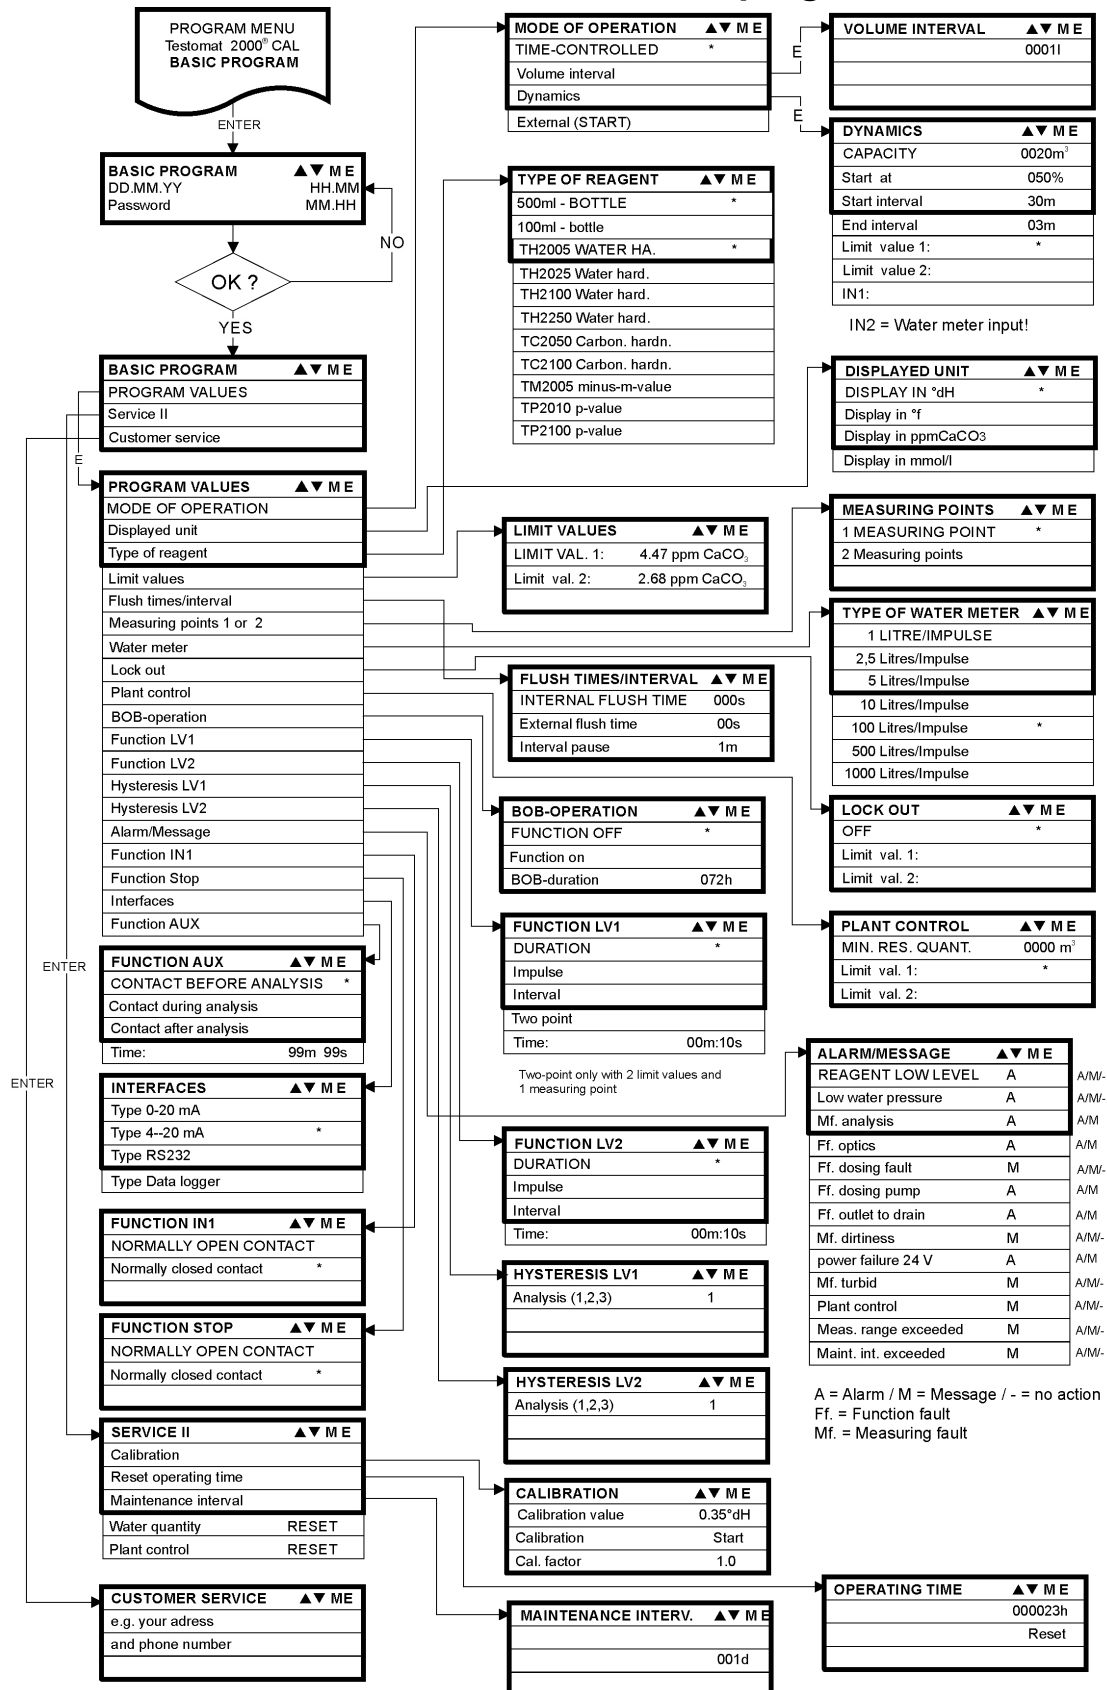 PROGRAM MENU
Testomat 2000® CAL
BASIC PROGRAM
ENTER
BASIC PROGRAM ▲▼ M E
DD.MM.YY HH.MM
Password MM.HH
NO
OK ?
YES
BASIC PROGRAM ▲▼ M E
PROGRAM VALUES
Service II
Customer service
E
PROGRAM VALUES ▲▼ M E
MODE OF OPERATION
Displayed unit
Type of reagent
Limit values
Flush times/interval
Measuring points 1 or 2
Water meter
Lock out
Plant control
BOB-operation
Function LV1
Function LV2
Hysteresis LV1
Hysteresis LV2
Alarm/Message
Function IN1
Function Stop
Interfaces
Function AUX
ENTER
ENTER
FUNCTION AUX ▲▼ M E
CONTACT BEFORE ANALYSIS *
Contact during analysis
Contact after analysis
Time: 99m 99s
INTERFACES ▲▼ M E
Type 0-20 mA
Type 4--20 mA *
Type RS232
Type Data logger
FUNCTION IN1 ▲▼ M E
NORMALLY OPEN CONTACT
Normally closed contact *
FUNCTION STOP ▲▼ M E
NORMALLY OPEN CONTACT
Normally closed contact *
SERVICE II ▲▼ M E
Calibration
Reset operating time
Maintenance interval
Water quantity RESET
Plant control RESET
CUSTOMER SERVICE ▲▼ ME
e.g. your adress
and phone number
MODE OF OPERATION ▲▼ M E
TIME-CONTROLLED *
Volume interval
Dynamics
External (START)
E
E
TYPE OF REAGENT ▲▼ M E
500ml - BOTTLE *
100ml - bottle
TH2005 WATER HA. *
TH2025 Water hard.
TH2100 Water hard.
TH2250 Water hard.
TC2050 Carbon. hardn.
TC2100 Carbon. hardn.
TM2005 minus-m-value
TP2010 p-value
TP2100 p-value
LIMIT VALUES ▲▼ M E
LIMIT VAL. 1: 4.47 ppm CaCO₃
Limit val. 2: 2.68 ppm CaCO₃
FLUSH TIMES/INTERVAL ▲▼ M E
INTERNAL FLUSH TIME 000s
External flush time 00s
Interval pause 1m
BOB-OPERATION ▲▼ M E
FUNCTION OFF *
Function on
BOB-duration 072h
FUNCTION LV1 ▲▼ M E
DURATION *
Impulse
Interval
Two point
Time: 00m:10s
Two-point only with 2 limit values and
1 measuring point
FUNCTION LV2 ▲▼ M E
DURATION *
Impulse
Interval
Time: 00m:10s
HYSTERESIS LV1 ▲▼ M E
Analysis (1,2,3) 1
HYSTERESIS LV2 ▲▼ M E
Analysis (1,2,3) 1
CALIBRATION ▲▼ M E
Calibration value 0.35°dH
Calibration Start
Cal. factor 1.0
MAINTENANCE INTERV. ▲▼ M E
001d
VOLUME INTERVAL ▲▼ M E
0001l
DYNAMICS ▲▼ M E
CAPACITY 0020m³
Start at 050%
Start interval 30m
End interval 03m
Limit value 1: *
Limit value 2:
IN1:
IN2 = Water meter input!
DISPLAYED UNIT ▲▼ M E
DISPLAY IN °dH *
Display in °f
Display in ppmCaCO3
Display in mmol/l
MEASURING POINTS ▲▼ M E
1 MEASURING POINT *
2 Measuring points
TYPE OF WATER METER ▲▼ M E
1 LITRE/IMPULSE
2,5 Litres/Impulse
5 Litres/Impulse
10 Litres/Impulse
100 Litres/Impulse *
500 Litres/Impulse
1000 Litres/Impulse
LOCK OUT ▲▼ M E
OFF *
Limit val. 1:
Limit val. 2:
PLANT CONTROL ▲▼ M E
MIN. RES. QUANT. 0000 m³
Limit val. 1: *
Limit val. 2:
ALARM/MESSAGE ▲▼ M E
REAGENT LOW LEVEL A A/M/-
Low water pressure A A/M/-
Mf. analysis A A/M
Ff. optics A A/M
Ff. dosing fault M A/M/-
Ff. dosing pump A A/M
Ff. outlet to drain A A/M
Mf. dirtiness M A/M/-
power failure 24 V A A/M
Mf. turbid M A/M/-
Plant control M A/M/-
Meas. range exceeded M A/M/-
Maint. int. exceeded M A/M/-
A = Alarm / M = Message / - = no action
Ff. = Function fault
Mf. = Measuring fault
OPERATING TIME ▲▼ M E
000023h
Reset